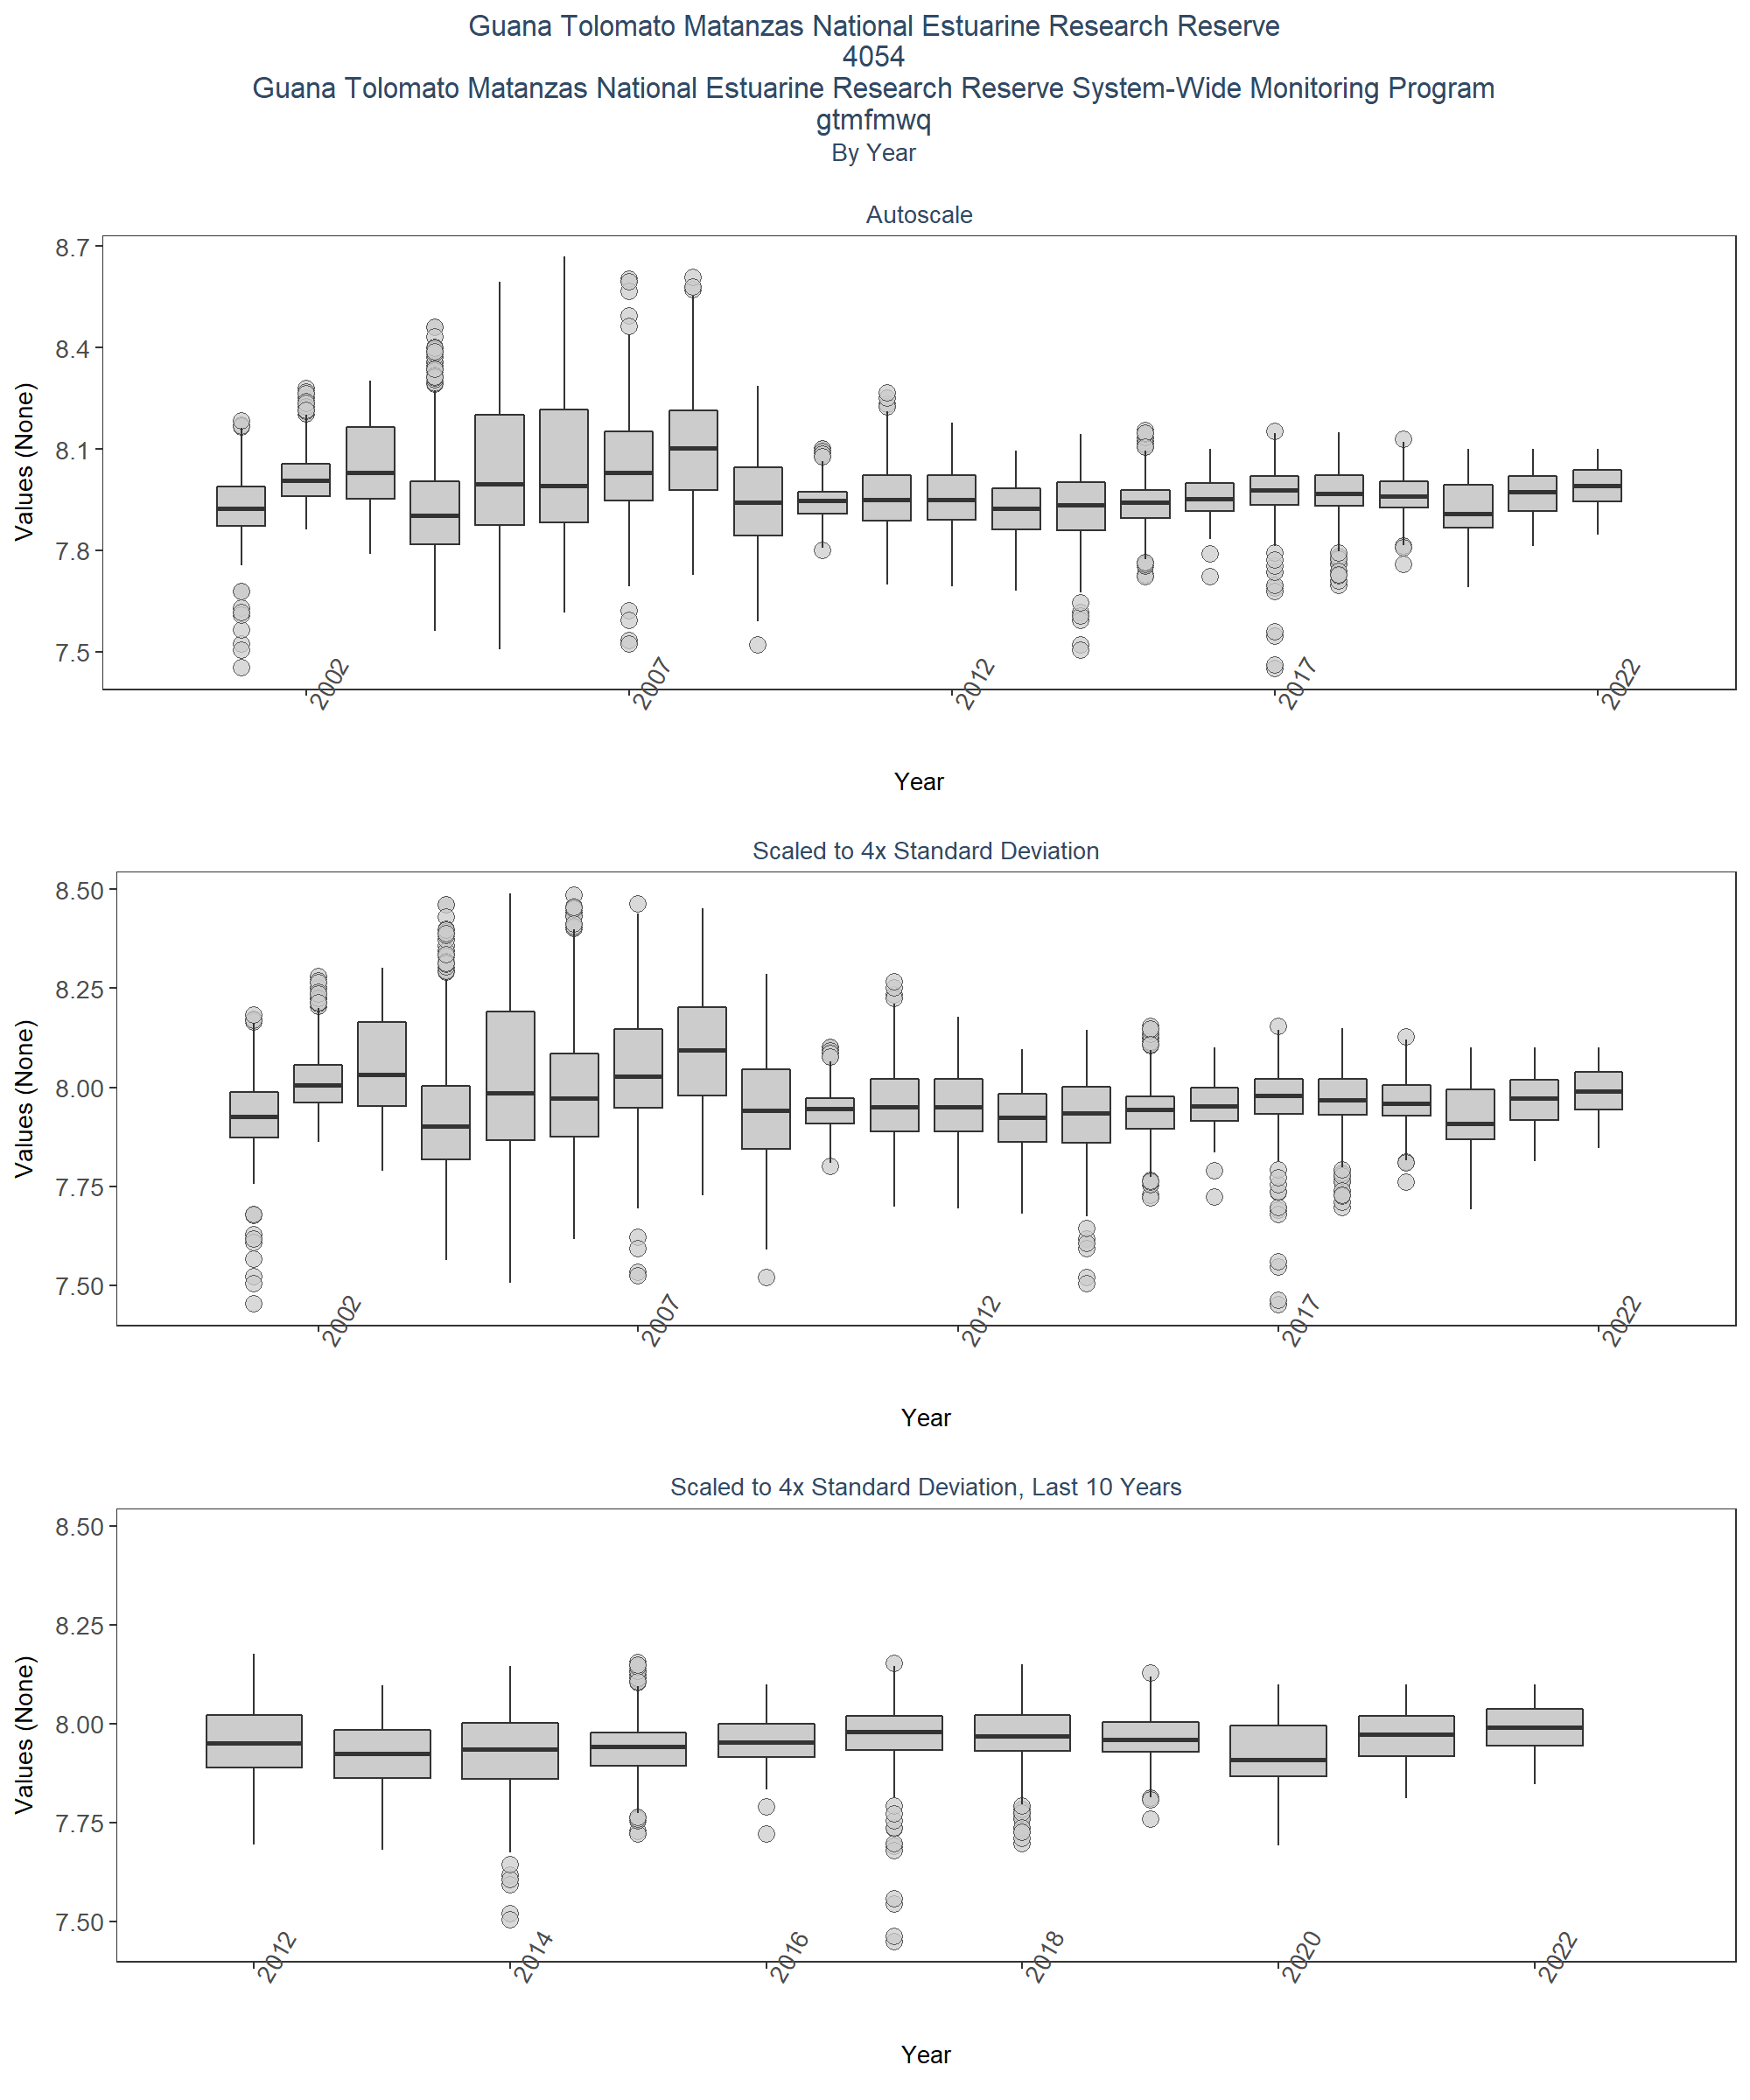 Guana Tolomato Matanzas National Estuarine Research Reserve
4054
Guana Tolomato Matanzas National Estuarine Research Reserve System-Wide Monitoring Program
gtmfmwq
By Year
Autoscale
Values (None)
8.7
8.4
8.1
7.8
7.5
2002
2007
2012
2017
2022
Year
Scaled to 4x Standard Deviation
Values (None)
8.50
8.25
8.00
7.75
7.50
2002
2007
2012
2017
2022
Year
Scaled to 4x Standard Deviation, Last 10 Years
Values (None)
8.50
8.25
8.00
7.75
7.50
2012
2014
2016
2018
2020
2022
Year